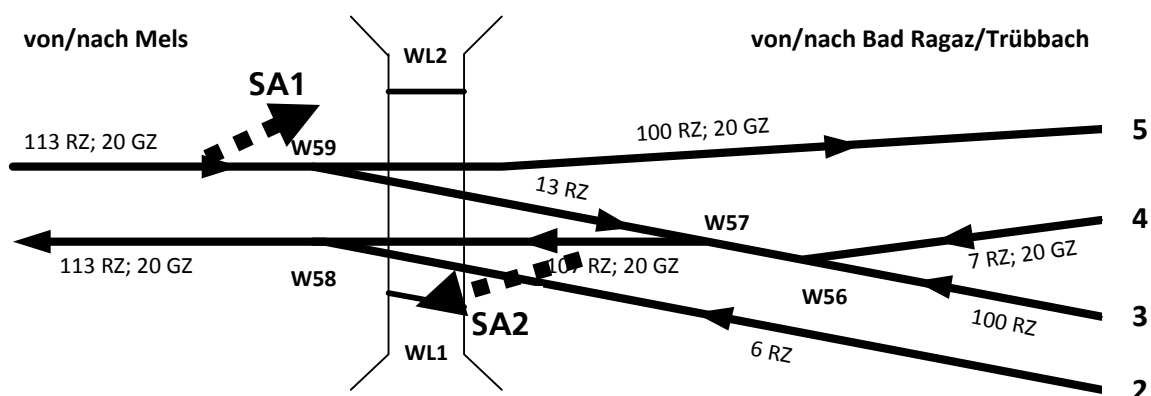 von/nach Mels
WL2
von/nach Bad Ragaz/Trübbach
SA1
113 RZ; 20 GZ
W59
100 RZ; 20 GZ
5
13 RZ
W57
4
113 RZ; 20 GZ
W58
107 RZ; 20 GZ
7 RZ; 20 GZ
W56
SA2
100 RZ
3
WL1
6 RZ
2